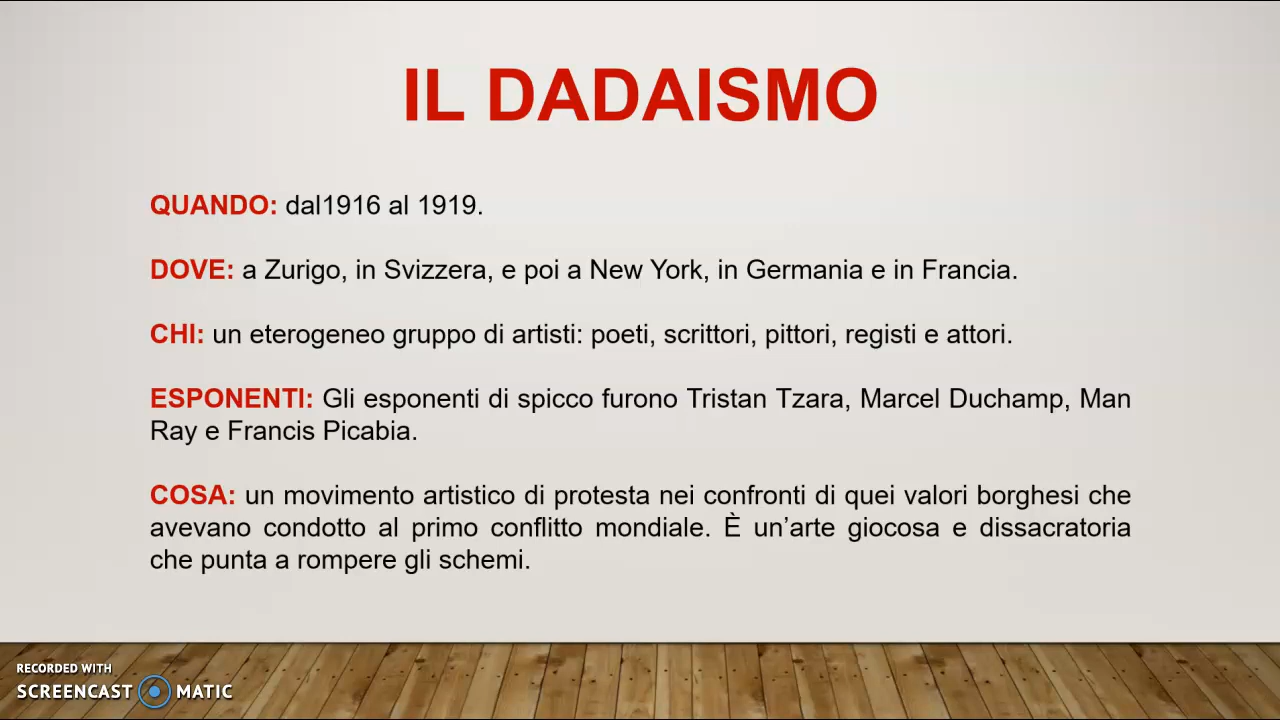 IL DADAISMO
QUANDO: dal1916 al 1919.
DOVE: a Zurigo, in Svizzera, e poi a New York, in Germania e in Francia.
CHI: un eterogeneo gruppo di artisti: poeti, scrittori, pittori, registi e attori.
ESPONENTI: Gli esponenti di spicco furono Tristan Tzara, Marcel Duchamp, Man
Ray e Francis Picabia.
COSA: un movimento artistico di protesta nei confronti di quei valori borghesi che
avevano condotto al primo conflitto mondiale. È un’arte giocosa e dissacratoria
che punta a rompere gli schemi.
RECORDED WITH
SCREENCAST MATIC